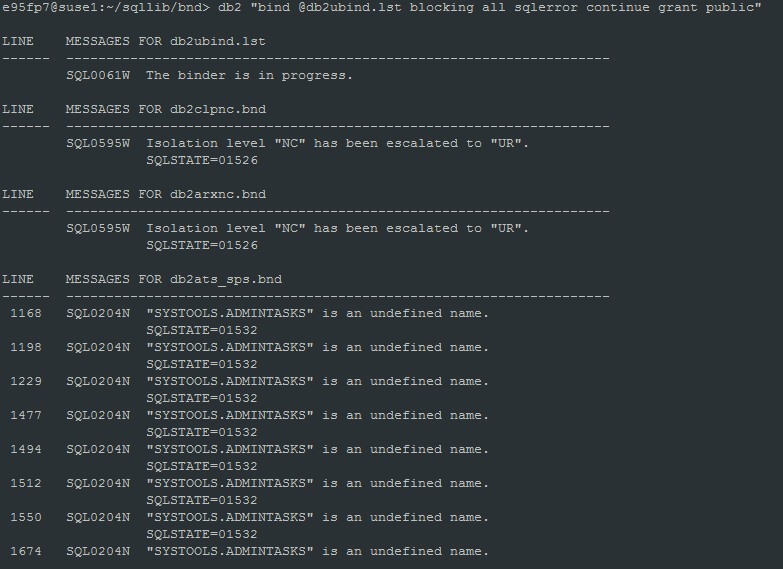 e95fp7@suse1:~/sqllib/bnd> db2 "bind @db2ubind.lst blocking all sqlerror continue grant public"
LINE    MESSAGES FOR db2ubind.lst
------  --------------------------------------------------------------------
        SQL0061W  The binder is in progress.
LINE    MESSAGES FOR db2clpnc.bnd
------  --------------------------------------------------------------------
        SQL0595W  Isolation level "NC" has been escalated to "UR".
                  SQLSTATE=01526
LINE    MESSAGES FOR db2arxnc.bnd
------  --------------------------------------------------------------------
        SQL0595W  Isolation level "NC" has been escalated to "UR".
                  SQLSTATE=01526
LINE    MESSAGES FOR db2ats_sps.bnd
------  --------------------------------------------------------------------
 1168   SQL0204N  "SYSTOOLS.ADMINTASKS" is an undefined name.
                  SQLSTATE=01532
 1198   SQL0204N  "SYSTOOLS.ADMINTASKS" is an undefined name.
                  SQLSTATE=01532
 1229   SQL0204N  "SYSTOOLS.ADMINTASKS" is an undefined name.
                  SQLSTATE=01532
 1477   SQL0204N  "SYSTOOLS.ADMINTASKS" is an undefined name.
                  SQLSTATE=01532
 1494   SQL0204N  "SYSTOOLS.ADMINTASKS" is an undefined name.
                  SQLSTATE=01532
 1512   SQL0204N  "SYSTOOLS.ADMINTASKS" is an undefined name.
                  SQLSTATE=01532
 1550   SQL0204N  "SYSTOOLS.ADMINTASKS" is an undefined name.
                  SQLSTATE=01532
 1674   SQL0204N  "SYSTOOLS.ADMINTASKS" is an undefined name.